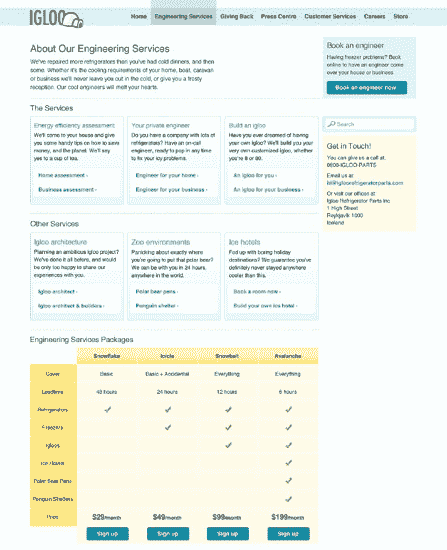 IGLOO
Home Engineering Services Giving Back Press Centre Customer Services Careers Store
About Our Engineering Services
We've repaired more refrigerators then you've had cold dinners, and then
some. Whether it's the cooling requirements of your home, boat, caravan
or business we'll never leave you out in the cold, or give you a frosty
reception. Our cool engineers will melt your hearts.
Book an engineer
Having freezer problems? Book
online to have an engineer come
over your house or business
Book an engineer now
The Services
Energy efficiency assessment
We'll come to your house and give
you some handy tips on how to save
money, and the planet. We'll say
yes to a cup of tea.
Home assessment ›
Business assessment ›
Your private engineer
Do you have a company with lots of
refrigerators? Have an on-call
engineer, ready to pop in any time
to fix your icy problems.
Engineer for your home ›
Engineer for your business ›
Build an igloo
Have you ever dreamed of having
your own igloo? We'll build you your
very own customized igloo, whether
you're 8 or 80.
An igloo for you ›
An igloo for your business ›
Search
Get in Touch!
You can give us a call at.
0800-IGLOO-PARTS
Email us at
hi@igloorefrigeratorparts.com
Or visit our offices at
Igloo Refrigerator Parts Inc
1 High Street
Reykjavik 1000
Iceland
Other Services
Igloo architecture
Planning an ambitious igloo project?
We've done it all before, and would
be only too happy to share our
experiences with you.
Igloo architect ›
Igloo architect & builders ›
Zoo environments
Panicking about exactly where
you're going to put that polar bear?
We can be with you in 24 hours,
anywhere in the world.
Polar bear pens ›
Penguin shelter ›
Ice hotels
Fed up with boring holiday
destinations? We guarantee you've
definitely never stayed anywhere
cooler than this.
Book a room now ›
Build your own ice hotel ›
Engineering Services Packages
Snowflake Icicle Snowball Avalanche
Cover Basic Basic + Accidental Everything Everything
Leadtime 48 hours 24 hours 12 hours 6 hours
Refrigerators
Freezers
Igloos
Ice Hotels
Polar Bear Pens
Penguin Shelters
Price $29/month $49/month $99/month $199/month
Sign up Sign up Sign up Sign up